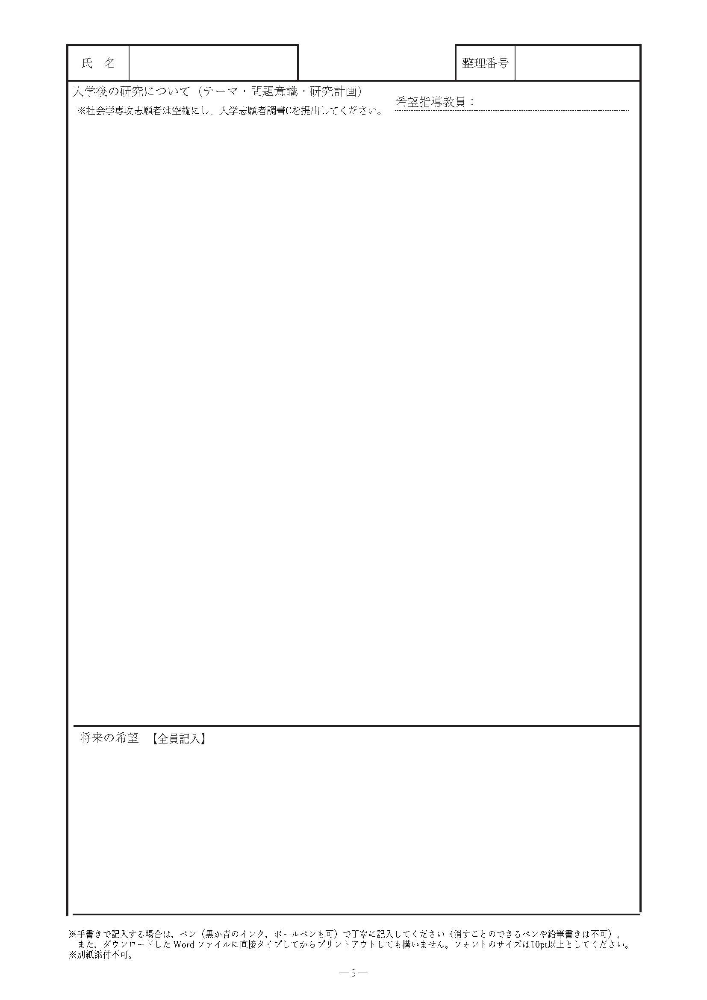 氏　名
整理番号
入学後の研究について（テーマ・問題意識・研究計画）
希望指導教員：
※社会学専攻志願者は空欄にし、入学志願者調書Cを提出してください。
将来の希望　【全員記入】
※手書きで記入する場合は，ペン（黒か青のインク，ボールペンも可）で丁寧に記入してください（消すことのできるペンや鉛筆書きは不可）。
また，ダウンロードした Word ファイルに直接タイプしてからプリントアウトしても構いません。フォントのサイズは10pt以上としてください。
※別紙添付不可。
― 3 ―